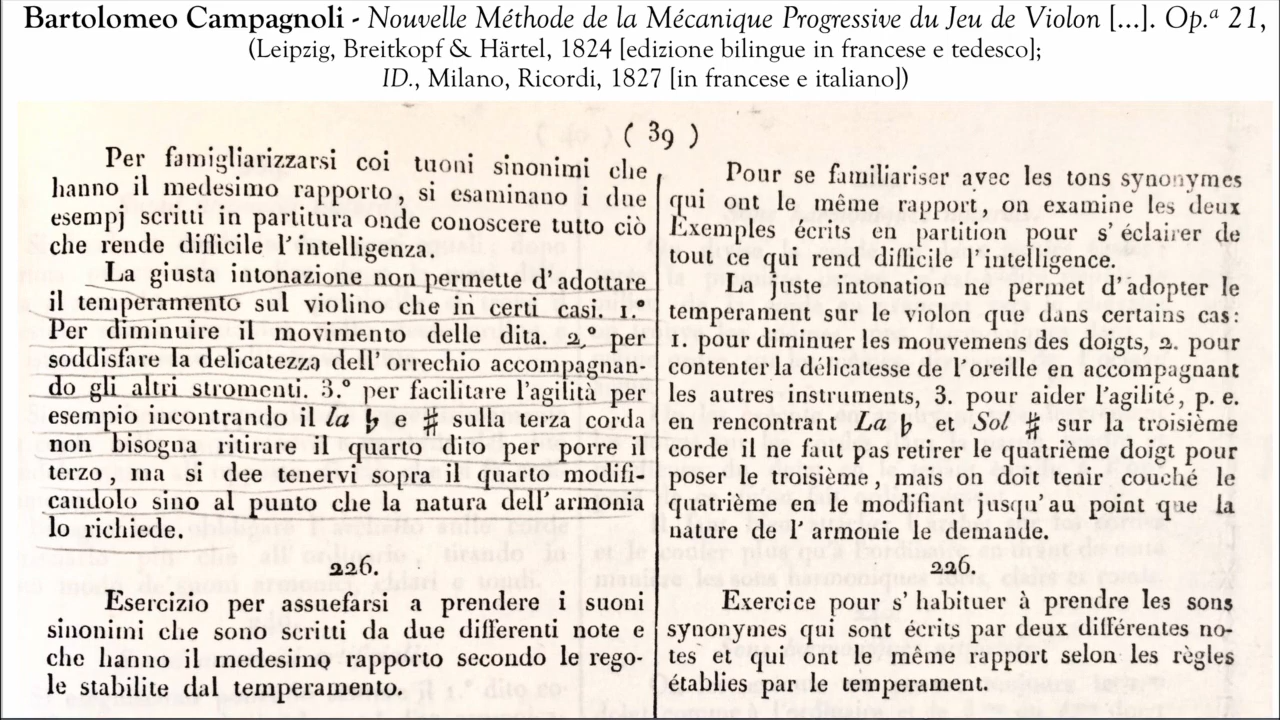 Bartolomeo Campagnoli - Nouvelle Méthode de la Mécanique Progressive du Jeu de Violon [...]. Op.ª 21,
(Leipzig, Breitkopf & Härtel, 1824 [edizione bilingue in francese e tedesco];
ID., Milano, Ricordi, 1827 [in francese e italiano])
( 39 )
Per famigliarizzarsi coi tuoni sinonimi che
hanno il medesimo rapporto, si esaminano i due
esempj scritti in partitura onde conoscere tutto ciò
che rende difficile l'intelligenza.
La giusta intonazione non permette d'adottare
il temperamento sul violino che in certi casi. 1.°
Per diminuire il movimento delle dita. 2.° per
soddisfare la delicatezza dell'orrechio accompagnan-
do gli altri stromenti. 3.° per facilitare l'agilità per
esempio incontrando il la ♭ e ♯ sulla terza corda
non bisogna ritirare il quarto dito per porre il
terzo, ma si dee tenervi sopra il quarto modifi-
candolo sino al punto che la natura dell'armonia
lo richiede.
226.
Esercizio per assuefarsi a prendere i suoni
sinonimi che sono scritti da due differenti note e
che hanno il medesimo rapporto secondo le rego-
le stabilite dal temperamento.
Pour se familiariser avec les tons synonymes
qui ont le même rapport, on examine les deux
Exemples écrits en partition pour s'éclairer de
tout ce qui rend difficile l'intelligence.
La juste intonation ne permet d'adopter le
temperament sur le violon que dans certains cas:
1. pour diminuer les mouvemens des doigts, 2. pour
contenter la délicatesse de l'oreille en accompagnant
les autres instruments, 3. pour aider l'agilité, p. e.
en rencontrant La ♭ et Sol ♯ sur la troisième
corde il ne faut pas retirer le quatrième doigt pour
poser le troisième, mais on doit tenir couché le
quatrième en le modifiant jusqu'au point que la
nature de l armonie le demande.
226.
Exercice pour s'habituer à prendre les sons
synonymes qui sont écrits par deux différentes no-
tes et qui ont le même rapport selon les règles
établies par le temperament.